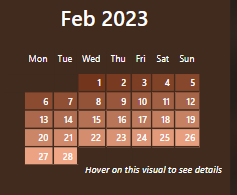 Feb 2023
Mon Tue Wed Thu Fri Sat Sun
1 2 3 4 5
6 7 8 9 10 11 12
13 14 15 16 17 18 19
20 21 22 23 24 25 26
27 28
Hover on this visual to see details